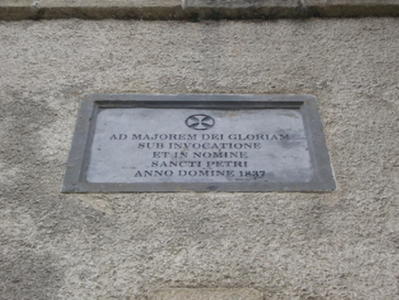 AD MAJOREM DEI GLORIAM
SUB INVOCATIONE
ET IN NOMINE
SANCTI PETRI
ANNO DOMINE 1837